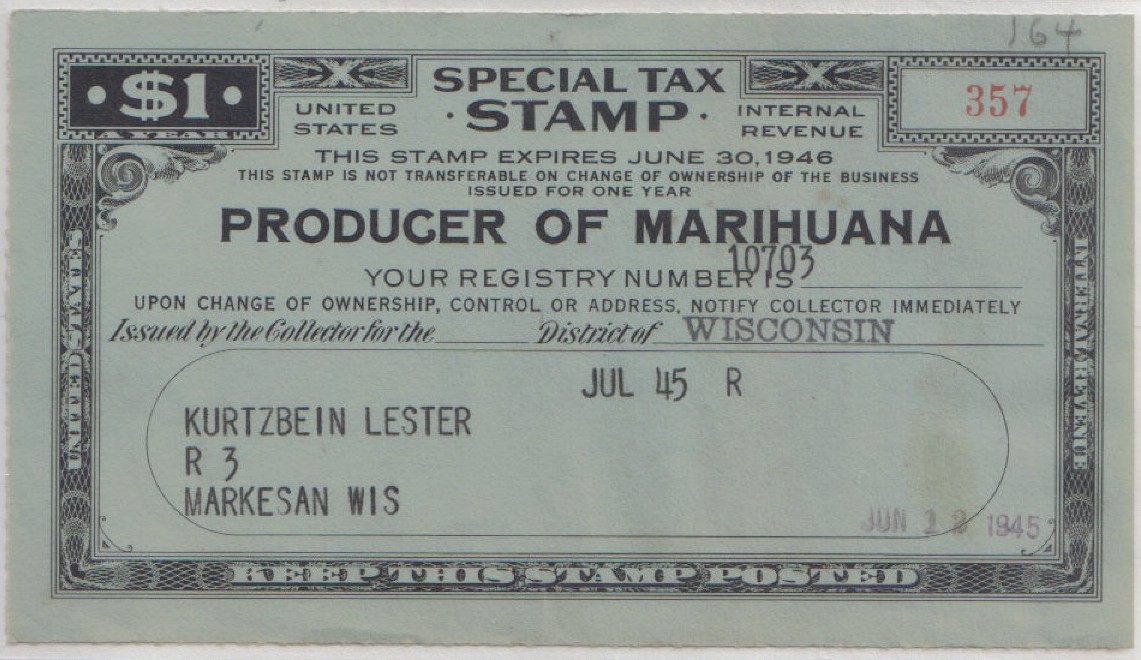 164
$1
A YEAR
UNITED STATES
SPECIAL TAX
· STAMP ·
INTERNAL REVENUE
357
THIS STAMP EXPIRES JUNE 30, 1946
THIS STAMP IS NOT TRANSFERABLE ON CHANGE OF OWNERSHIP OF THE BUSINESS
ISSUED FOR ONE YEAR
PRODUCER OF MARIHUANA
10703
YOUR REGISTRY NUMBER IS
UPON CHANGE OF OWNERSHIP, CONTROL OR ADDRESS, NOTIFY COLLECTOR IMMEDIATELY
Issued by the Collector for the District of WISCONSIN
JUL 45 R
KURTZBEIN LESTER
R 3
MARKESAN WIS
JUN 1945
UNITED STATES
INTERNAL REVENUE
KEEP THIS STAMP POSTED